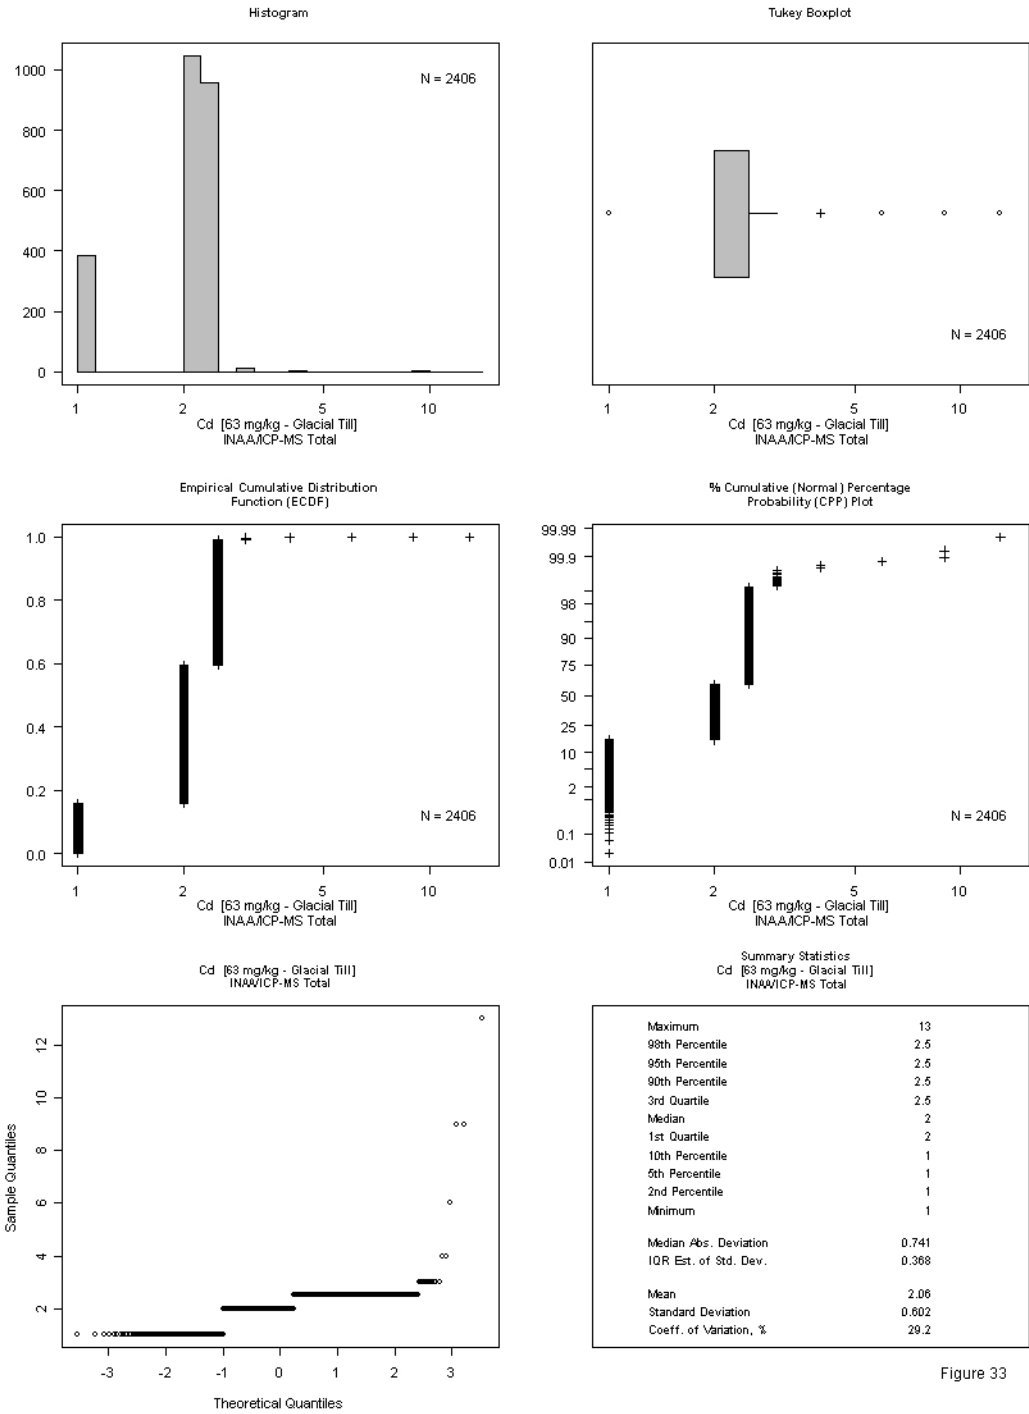 Histogram
1000
800
600
400
200
0
N = 2406
1 2 5 10
Cd [63 mg/kg - Glacial Till]
INAA/ICP-MS Total
Tukey Boxplot
N = 2406
1 2 5 10
Cd [63 mg/kg - Glacial Till]
INAA/ICP-MS Total
Empirical Cumulative Distribution
Function (ECDF)
1.0
0.8
0.6
0.4
0.2
0.0
N = 2406
1 2 5 10
Cd [63 mg/kg - Glacial Till]
INAA/ICP-MS Total
% Cumulative (Normal) Percentage
Probability (CPP) Plot
99.99
99.9
98
90
75
50
25
10
2
0.1
0.01
N = 2406
1 2 5 10
Cd [63 mg/kg - Glacial Till]
INAA/ICP-MS Total
Cd [63 mg/kg - Glacial Till]
INAA/ICP-MS Total
Sample Quantiles
12
10
8
6
4
2
-3 -2 -1 0 1 2 3
Theoretical Quantiles
Summary Statistics
Cd [63 mg/kg - Glacial Till]
INAA/ICP-MS Total
Maximum 13
98th Percentile 2.5
95th Percentile 2.5
90th Percentile 2.5
3rd Quartile 2.5
Median 2
1st Quartile 2
10th Percentile 1
5th Percentile 1
2nd Percentile 1
Minimum 1
Median Abs. Deviation 0.741
IQR Est. of Std. Dev. 0.368
Mean 2.06
Standard Deviation 0.602
Coeff. of Variation, % 29.2
Figure 33